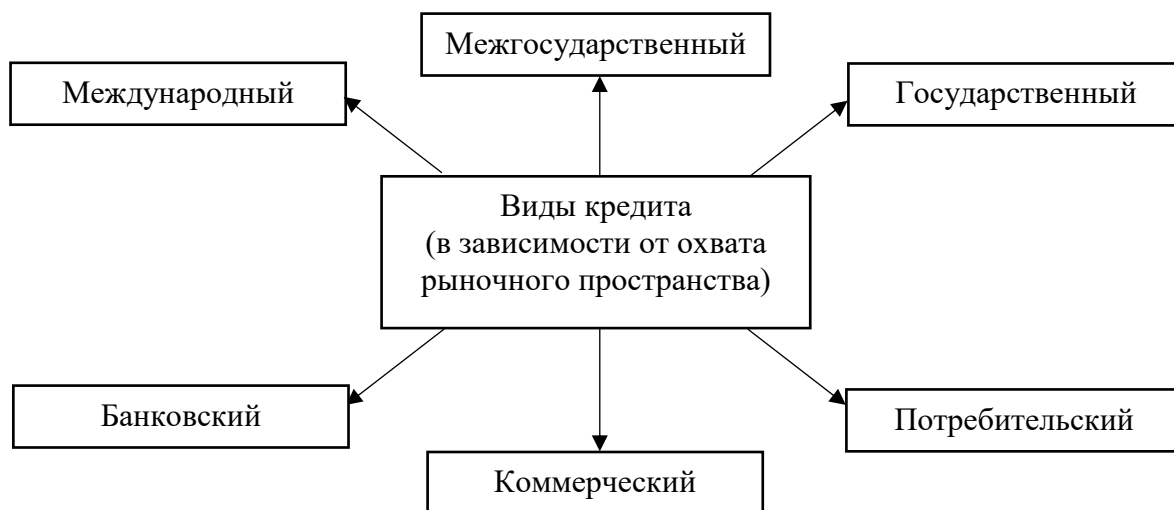 Межгосударственный
Международный
Государственный
Виды кредита
(в зависимости от охвата
рыночного пространства)
Банковский
Потребительский
Коммерческий